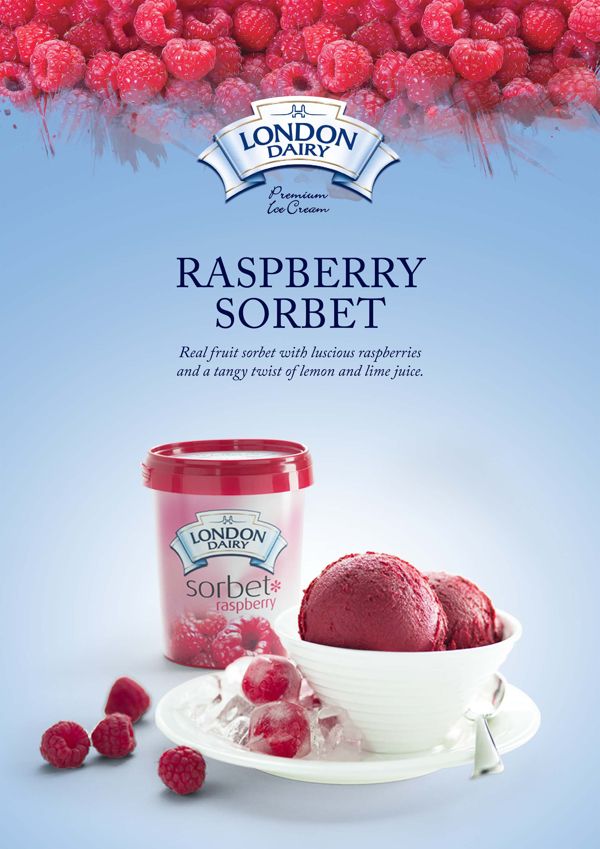 LONDON
DAIRY
Premium
Ice Cream
RASPBERRY
SORBET
Real fruit sorbet with luscious raspberries
and a tangy twist of lemon and lime juice.
LONDON
DAIRY
sorbet*
raspberry